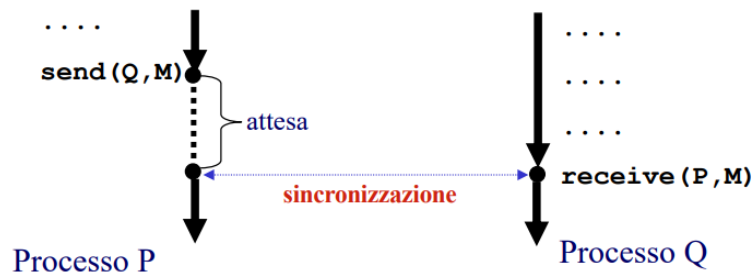 ....
send(Q,M)
attesa
....
....
....
sincronizzazione
receive(P,M)
Processo P
Processo Q